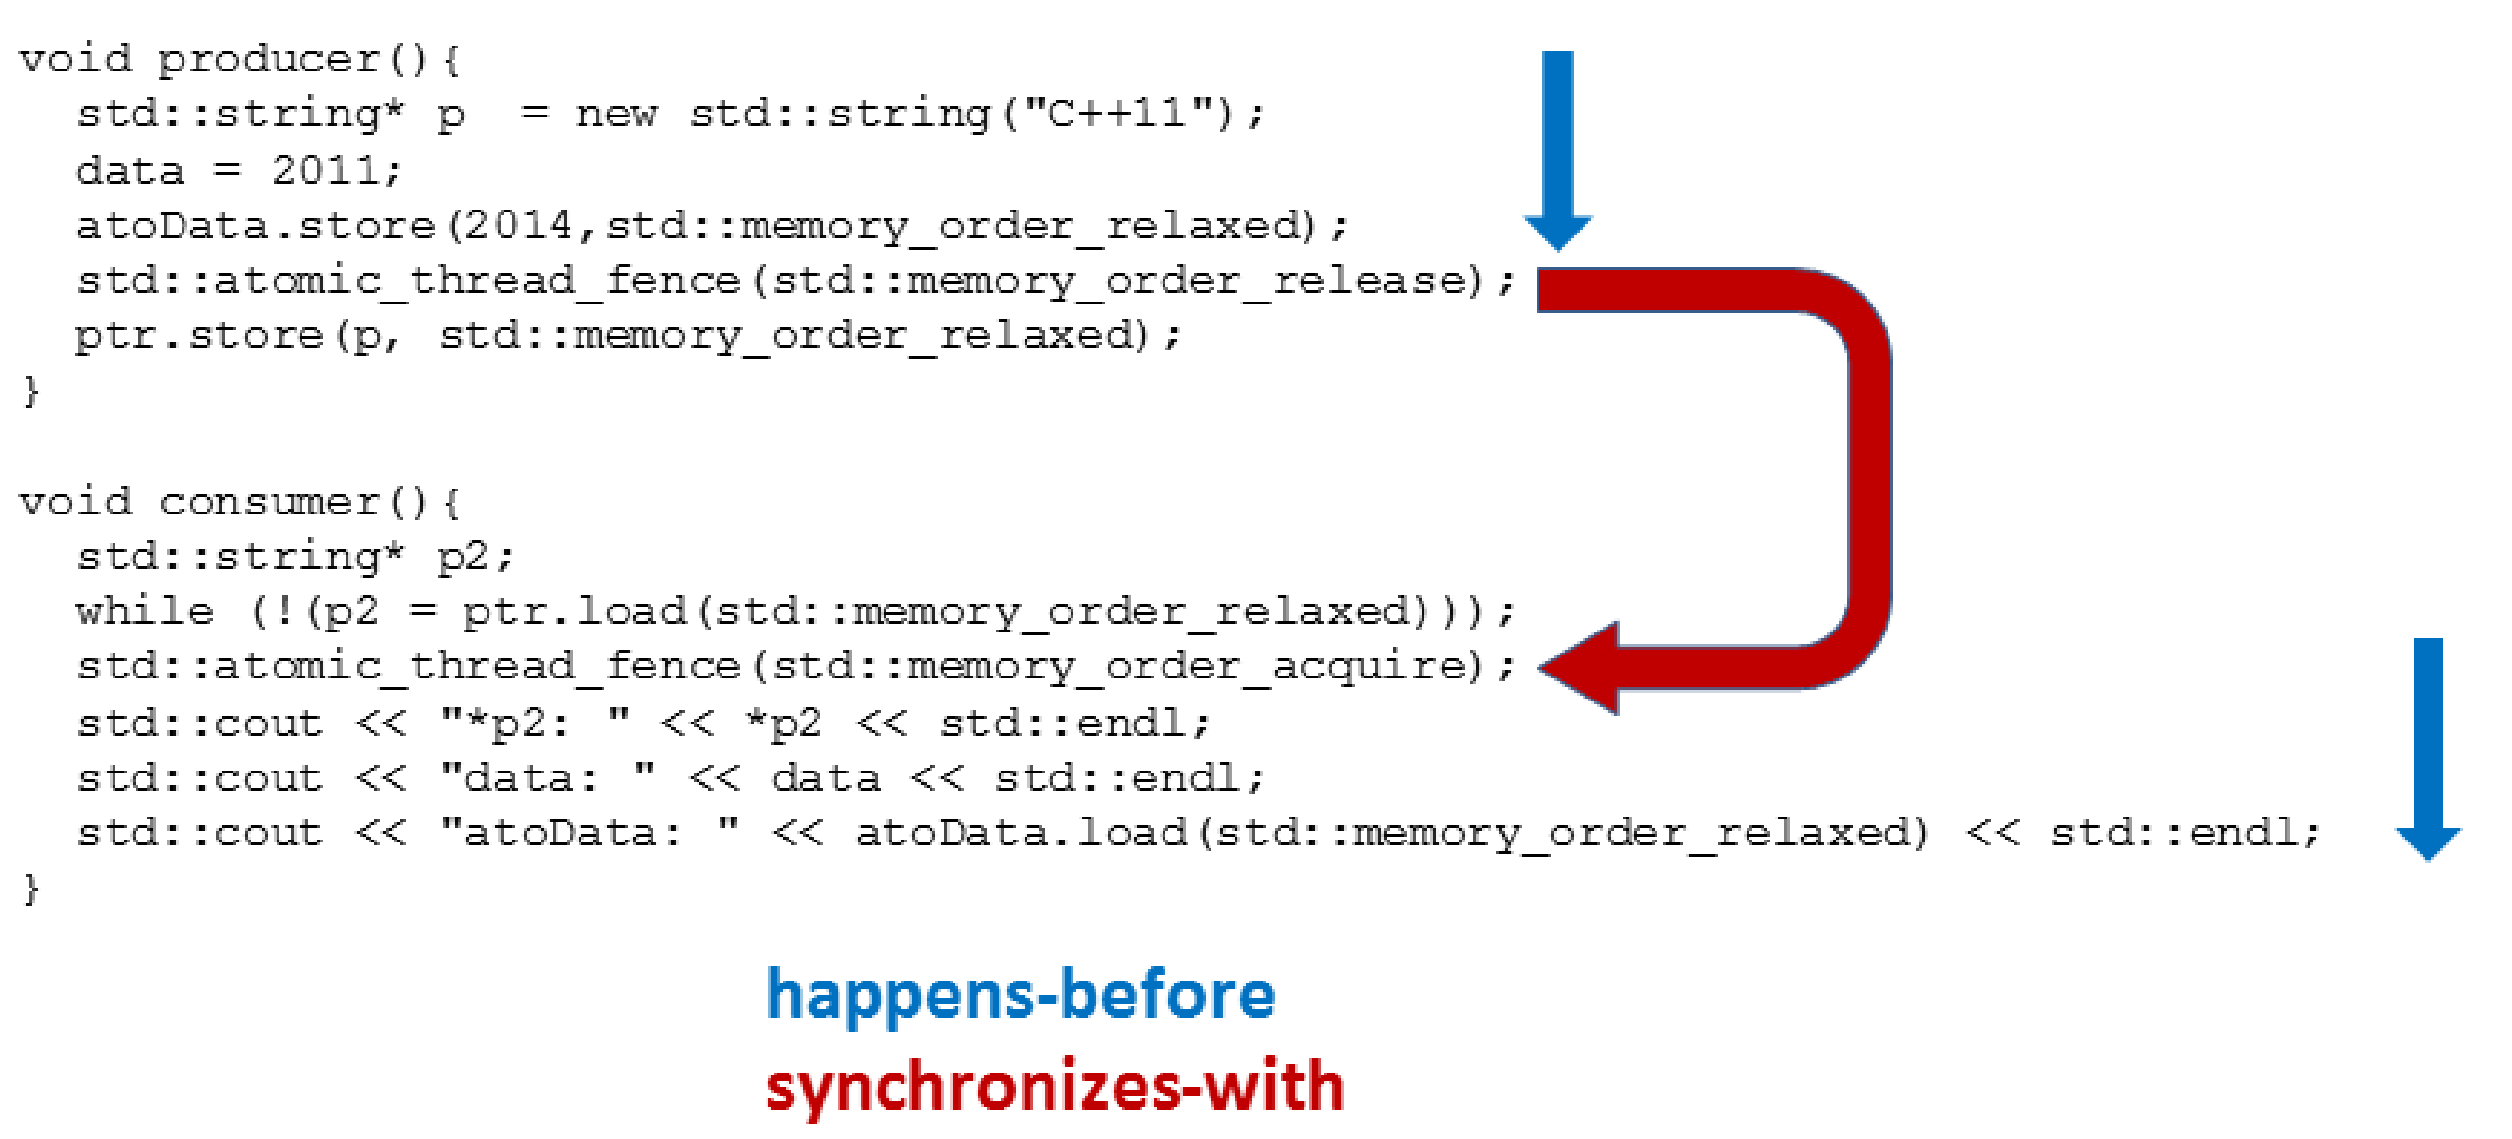 void producer(){
  std::string* p  = new std::string("C++11");
  data = 2011;
  atoData.store(2014,std::memory_order_relaxed);
  std::atomic_thread_fence(std::memory_order_release);
  ptr.store(p, std::memory_order_relaxed);
}
void consumer(){
  std::string* p2;
  while (!(p2 = ptr.load(std::memory_order_relaxed)));
  std::atomic_thread_fence(std::memory_order_acquire);
  std::cout << "*p2: " << *p2 << std::endl;
  std::cout << "data: " << data << std::endl;
  std::cout << "atoData: " << atoData.load(std::memory_order_relaxed) << std::endl;
}
happens-before
synchronizes-with